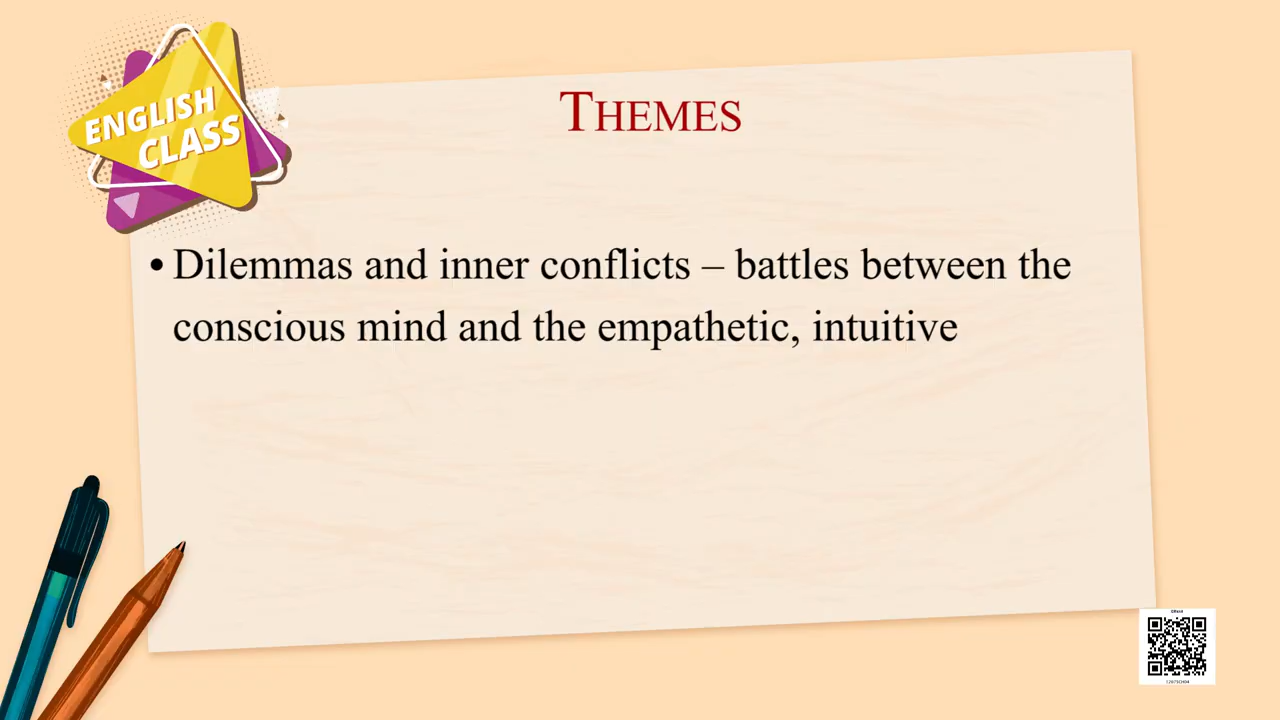 ENGLISH
CLASS
THEMES
• Dilemmas and inner conflicts – battles between the
conscious mind and the empathetic, intuitive